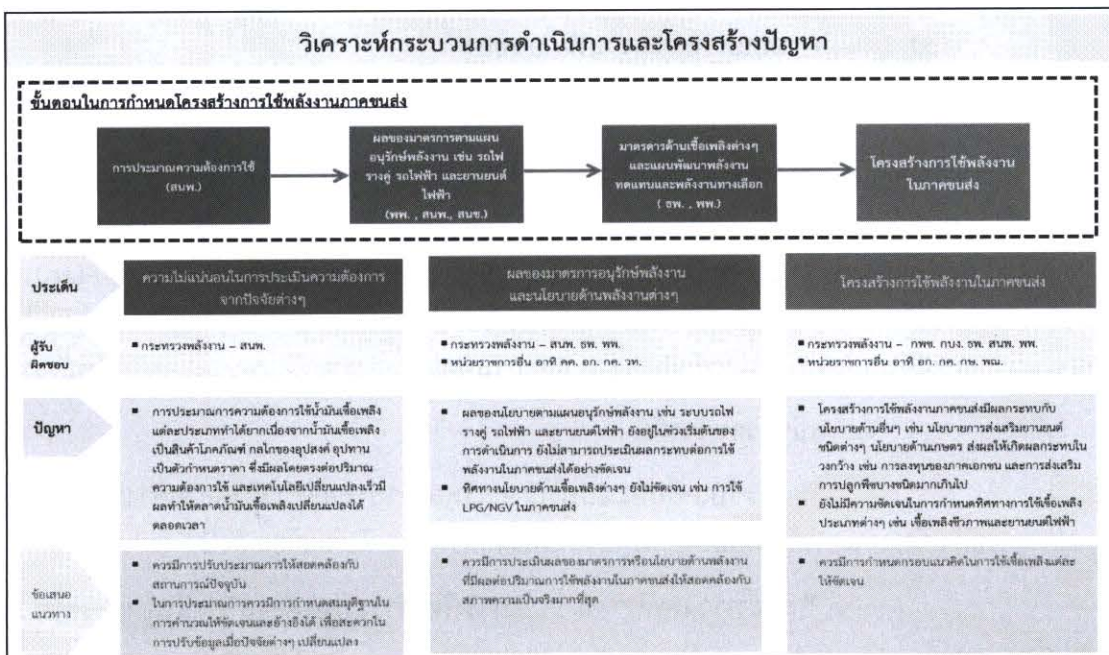 วิเคราะห์กระบวนการดำเนินการและโครงสร้างปัญหา
ขั้นตอนในการกำหนดโครงสร้างการใช้พลังงานภาคขนส่ง
การประมาณความต้องการใช้
(สนพ.)
ผลของมาตรการตามแผน
อนุรักษ์พลังงาน เช่น รถไฟ
รางคู่ รถไฟฟ้า และยานยนต์
ไฟฟ้า
(พพ. , สนพ., สนข.)
มาตรการด้านเชื้อเพลิงต่างๆ
และแผนพัฒนาพลังงาน
ทดแทนและพลังงานทางเลือก
( ธพ. , พพ.)
โครงสร้างการใช้พลังงาน
ในภาคขนส่ง
ประเด็น
ความไม่แน่นอนในการประเมินความต้องการ
จากปัจจัยต่างๆ
ผลของมาตรการอนุรักษ์พลังงาน
และนโยบายด้านพลังงานต่างๆ
โครงสร้างการใช้พลังงานในภาคขนส่ง
ผู้รับ
ผิดชอบ
▪ กระทรวงพลังงาน – สนพ.
▪ กระทรวงพลังงาน – สนพ. ธพ. พพ.
▪ หน่วยราชการอื่น อาทิ คค. อก. กค. วท.
▪ กระทรวงพลังงาน – กพช. กบง. ธพ. สนพ. พพ.
▪ หน่วยราชการอื่น อาทิ อก. กค. กษ. พณ.
ปัญหา
▪ การประมาณการความต้องการใช้น้ำมันเชื้อเพลิง
แต่ละประเภททำได้ยากเนื่องจากน้ำมันเชื้อเพลิง
เป็นสินค้าโภคภัณฑ์ กลไกของอุปสงค์ อุปทาน
เป็นตัวกำหนดราคา ซึ่งมีผลโดยตรงต่อปริมาณ
ความต้องการใช้ และเทคโนโลยีเปลี่ยนแปลงเร็วมี
ผลทำให้ตลาดน้ำมันเชื้อเพลิงเปลี่ยนแปลงได้
ตลอดเวลา
▪ ผลของนโยบายตามแผนอนุรักษ์พลังงาน เช่น ระบบรถไฟ
รางคู่ รถไฟฟ้า และยานยนต์ไฟฟ้า ยังอยู่ในช่วงเริ่มต้นของ
การดำเนินการ ยังไม่สามารถประเมินผลกระทบต่อการใช้
พลังงานในภาคขนส่งได้อย่างชัดเจน
▪ ทิศทางนโยบายด้านเชื้อเพลิงต่างๆ ยังไม่ชัดเจน เช่น การใช้
LPG/NGV ในภาคขนส่ง
▪ โครงสร้างการใช้พลังงานภาคขนส่งมีผลกระทบกับ
นโยบายด้านอื่นๆ เช่น นโยบายการส่งเสริมยานยนต์
ชนิดต่างๆ นโยบายด้านเกษตร ส่งผลให้เกิดผลกระทบใน
วงกว้าง เช่น การลงทุนของภาคเอกชน และการส่งเสริม
การปลูกพืชบางชนิดมากเกินไป
▪ ยังไม่มีความชัดเจนในการกำหนดทิศทางการใช้เชื้อเพลิง
ประเภทต่างๆ เช่น เชื้อเพลิงชีวภาพและยานยนต์ไฟฟ้า
ข้อเสนอ
แนวทาง
▪ ควรมีการปรับประมาณการให้สอดคล้องกับ
สถานการณ์ปัจจุบัน
▪ ในการประมาณการควรมีการกำหนดสมมุติฐานใน
การคำนวณให้ชัดเจนและอ้างอิงได้ เพื่อสะดวกใน
การปรับข้อมูลเมื่อปัจจัยต่างๆ เปลี่ยนแปลง
▪ ควรมีการประเมินผลของมาตรการหรือนโยบายด้านพลังงาน
ที่มีผลต่อปริมาณการใช้พลังงานในภาคขนส่งให้สอดคล้องกับ
สภาพความเป็นจริงมากที่สุด
▪ ควรมีการกำหนดกรอบแนวคิดในการใช้เชื้อเพลิงแต่ละ
ให้ชัดเจน